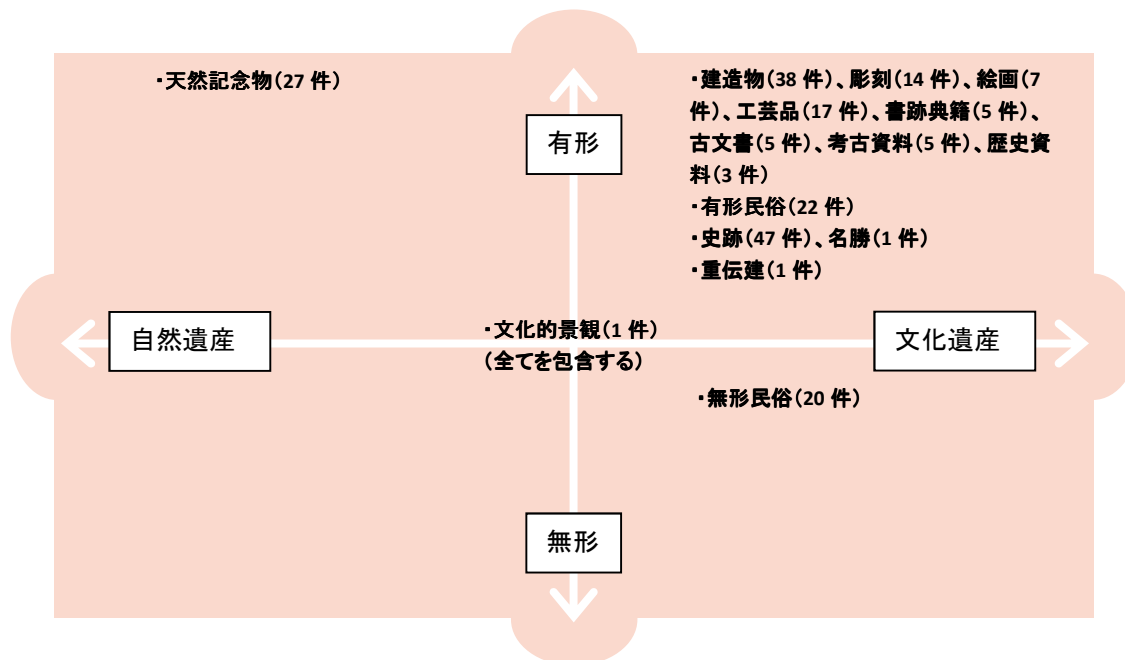 ・天然記念物(27 件)
・建造物(38 件)、彫刻(14 件)、絵画(7
件)、工芸品(17 件)、書跡典籍(5 件)、
古文書(5 件)、考古資料(5 件)、歴史資
料(3 件)
・有形民俗(22 件)
・史跡(47 件)、名勝(1 件)
・重伝建(1 件)
有形
自然遺産
・文化的景観(1 件)
(全てを包含する)
文化遺産
・無形民俗(20 件)
無形